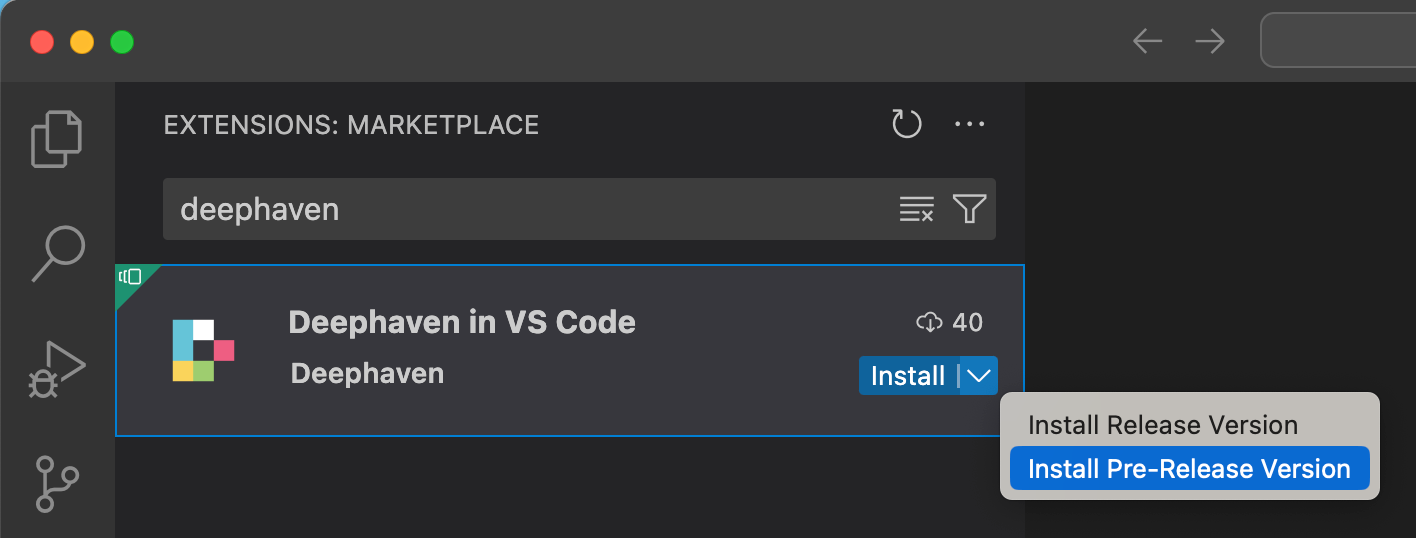 EXTENSIONS: MARKETPLACE
deephaven
Deephaven in VS Code
40
Deephaven
Install
Install Release Version
Install Pre-Release Version